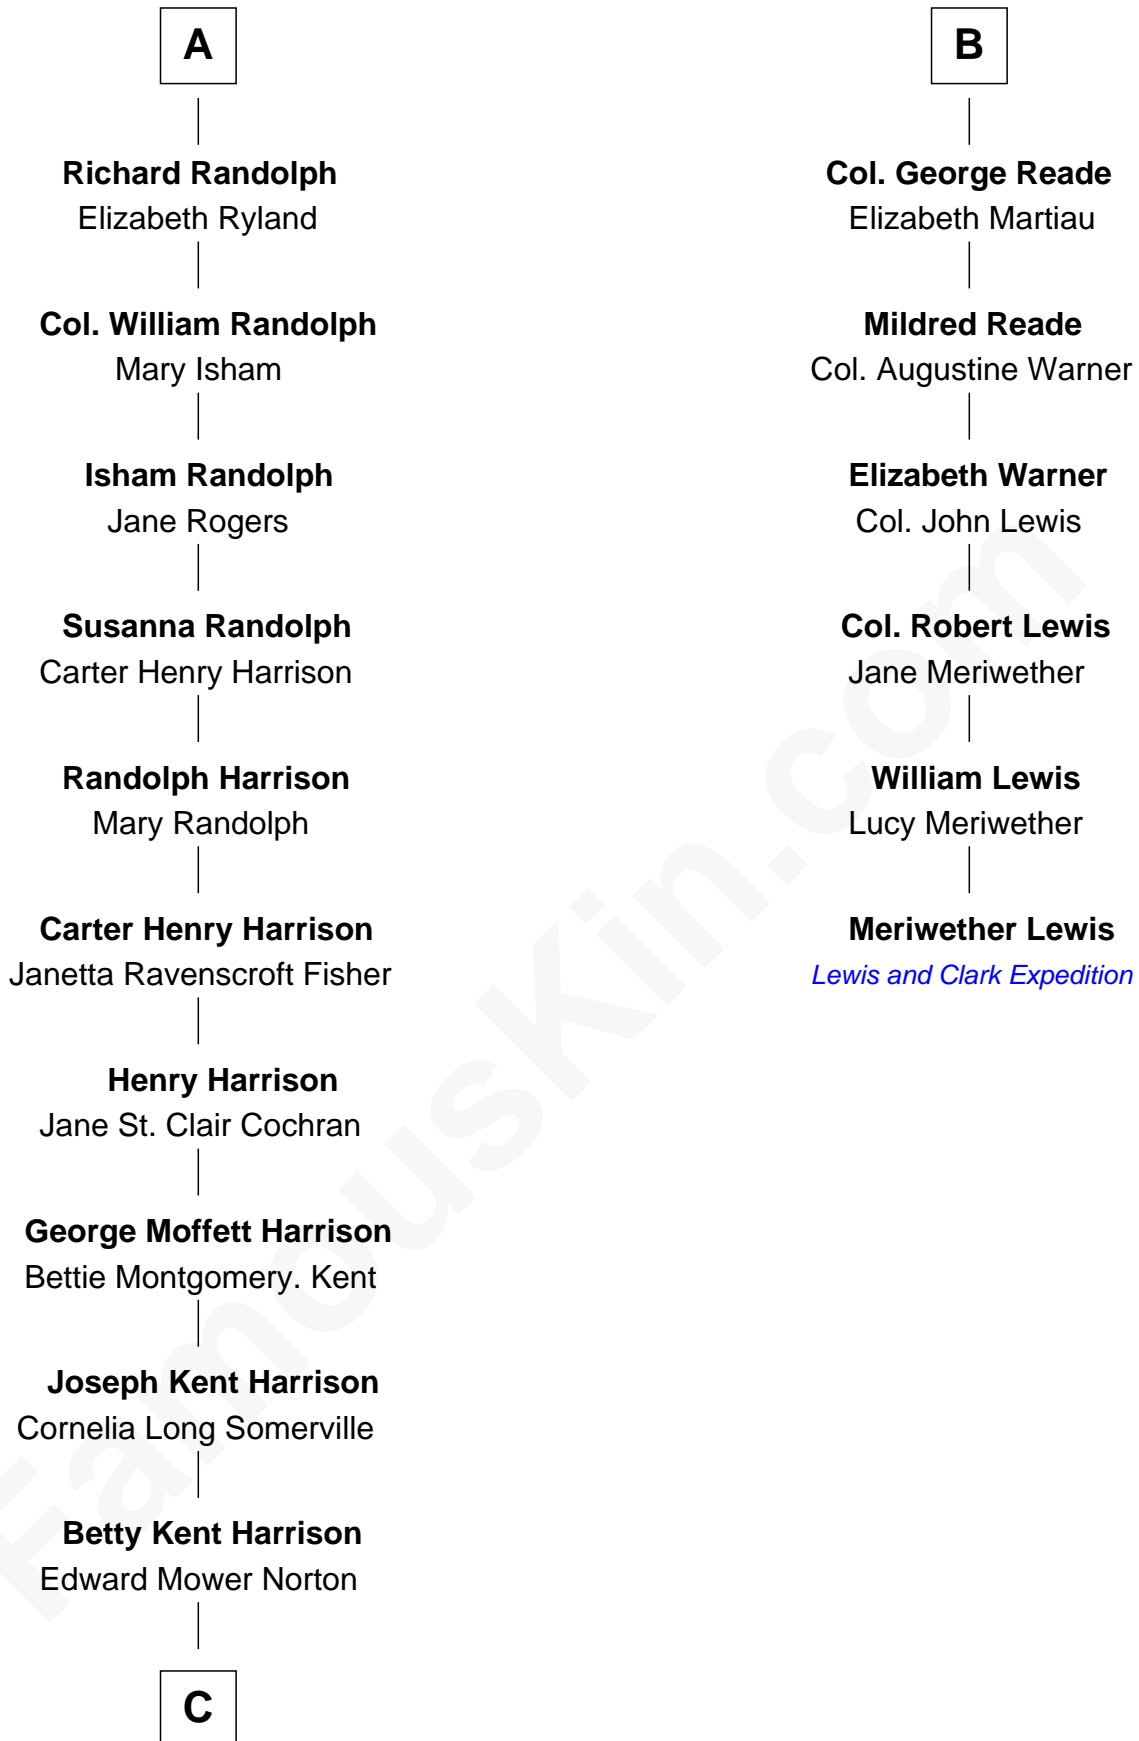 A
Richard Randolph
Elizabeth Ryland
Col. William Randolph
Mary Isham
Isham Randolph
Jane Rogers
Susanna Randolph
Carter Henry Harrison
Randolph Harrison
Mary Randolph
Carter Henry Harrison
Janetta Ravenscroft Fisher
Henry Harrison
Jane St. Clair Cochran
George Moffett Harrison
Bettie Montgomery. Kent
Joseph Kent Harrison
Cornelia Long Somerville
Betty Kent Harrison
Edward Mower Norton
C
B
Col. George Reade
Elizabeth Martiau
Mildred Reade
Col. Augustine Warner
Elizabeth Warner
Col. John Lewis
Col. Robert Lewis
Jane Meriwether
William Lewis
Lucy Meriwether
Meriwether Lewis
Lewis and Clark Expedition
FamousKin.com